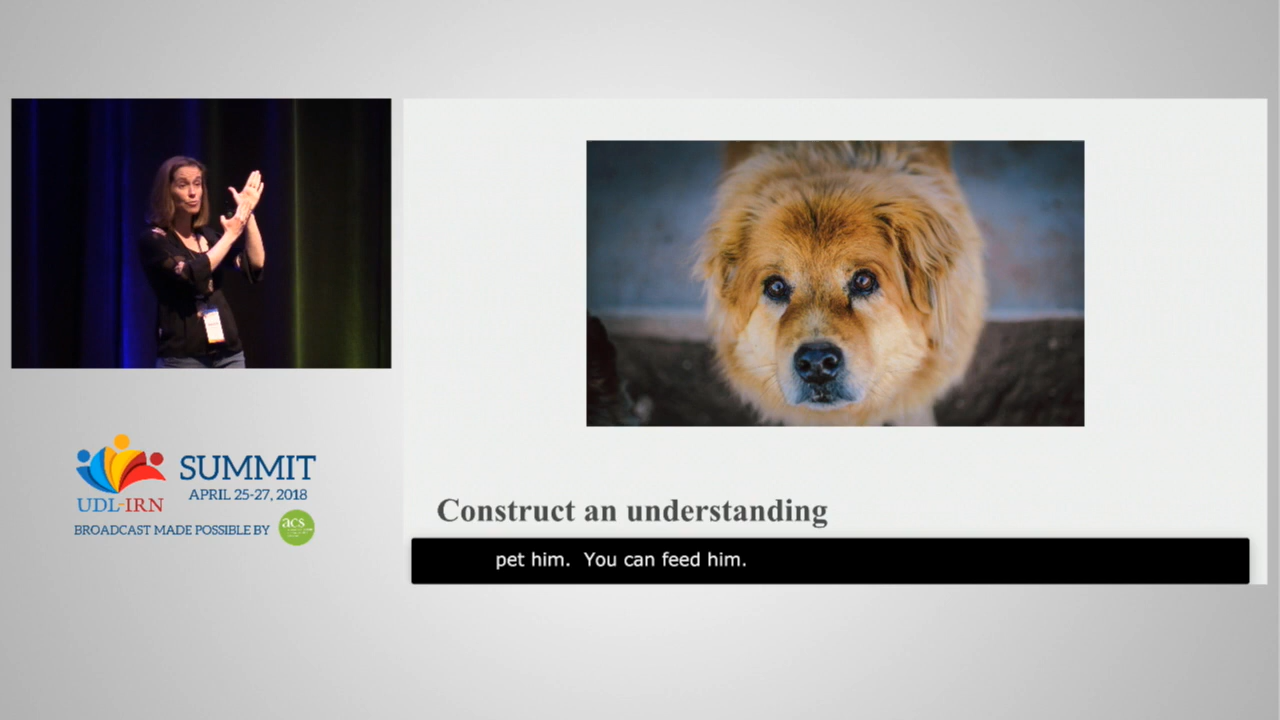 UDL-IRN
SUMMIT
APRIL 25-27, 2018
BROADCAST MADE POSSIBLE BY
acs
Construct an understanding
pet him.  You can feed him.